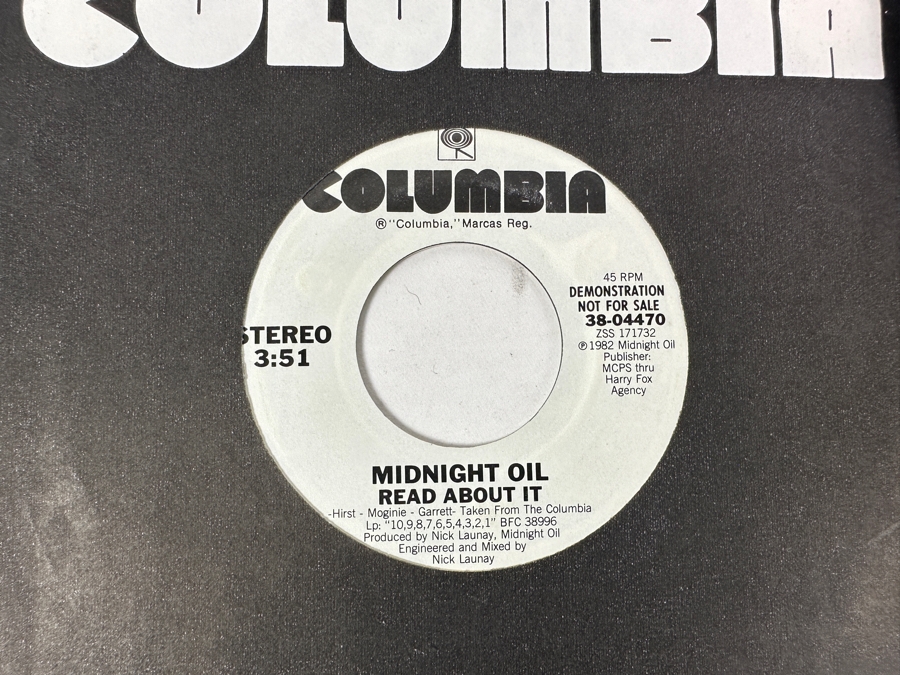 COLUMBIA
COLUMBIA
® "Columbia," Marcas Reg.
45 RPM
DEMONSTRATION
NOT FOR SALE
38-04470
ZSS 171732
℗ 1982 Midnight Oil
Publisher:
MCPS thru
Harry Fox
Agency
STEREO
3:51
MIDNIGHT OIL
READ ABOUT IT
-Hirst - Moginie - Garrett- Taken From The Columbia
Lp: "10,9,8,7,6,5,4,3,2,1" BFC 38996
Produced by Nick Launay, Midnight Oil
Engineered and Mixed by
Nick Launay